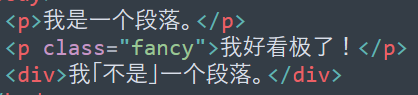 <p>我是一个段落。</p>
<p class="fancy">我好看极了！</p>
<div>我「不是」一个段落。</div>